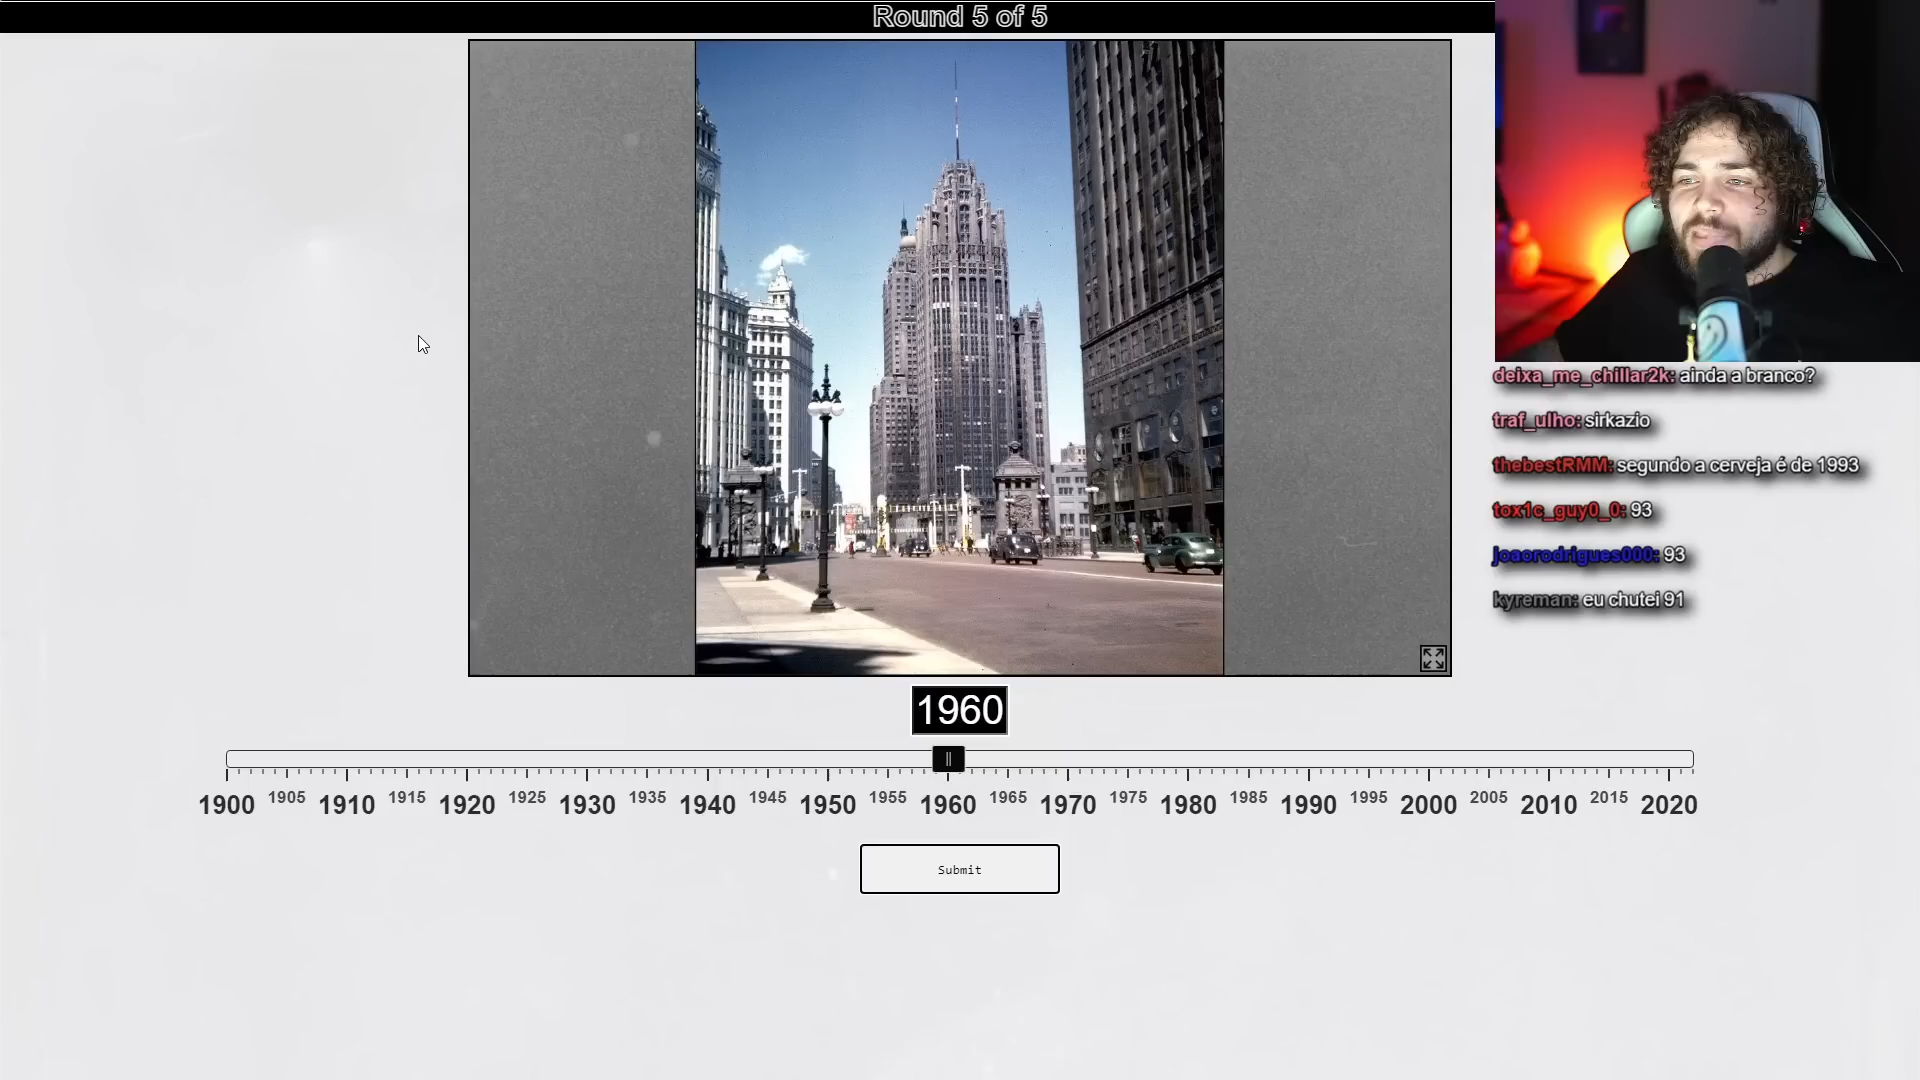 Round 5 of 5
deixa_me_chillar2k: ainda a branco?
traf_ulho: sirkazio
thebestRMM: segundo a cerveja é de 1993
tox1c_guy0_0: 93
joaorodrigues000: 93
kyreman: eu chutei 91
1960
1900 1905 1910 1915 1920 1925 1930 1935 1940 1945 1950 1955 1960 1965 1970 1975 1980 1985 1990 1995 2000 2005 2010 2015 2020
Submit